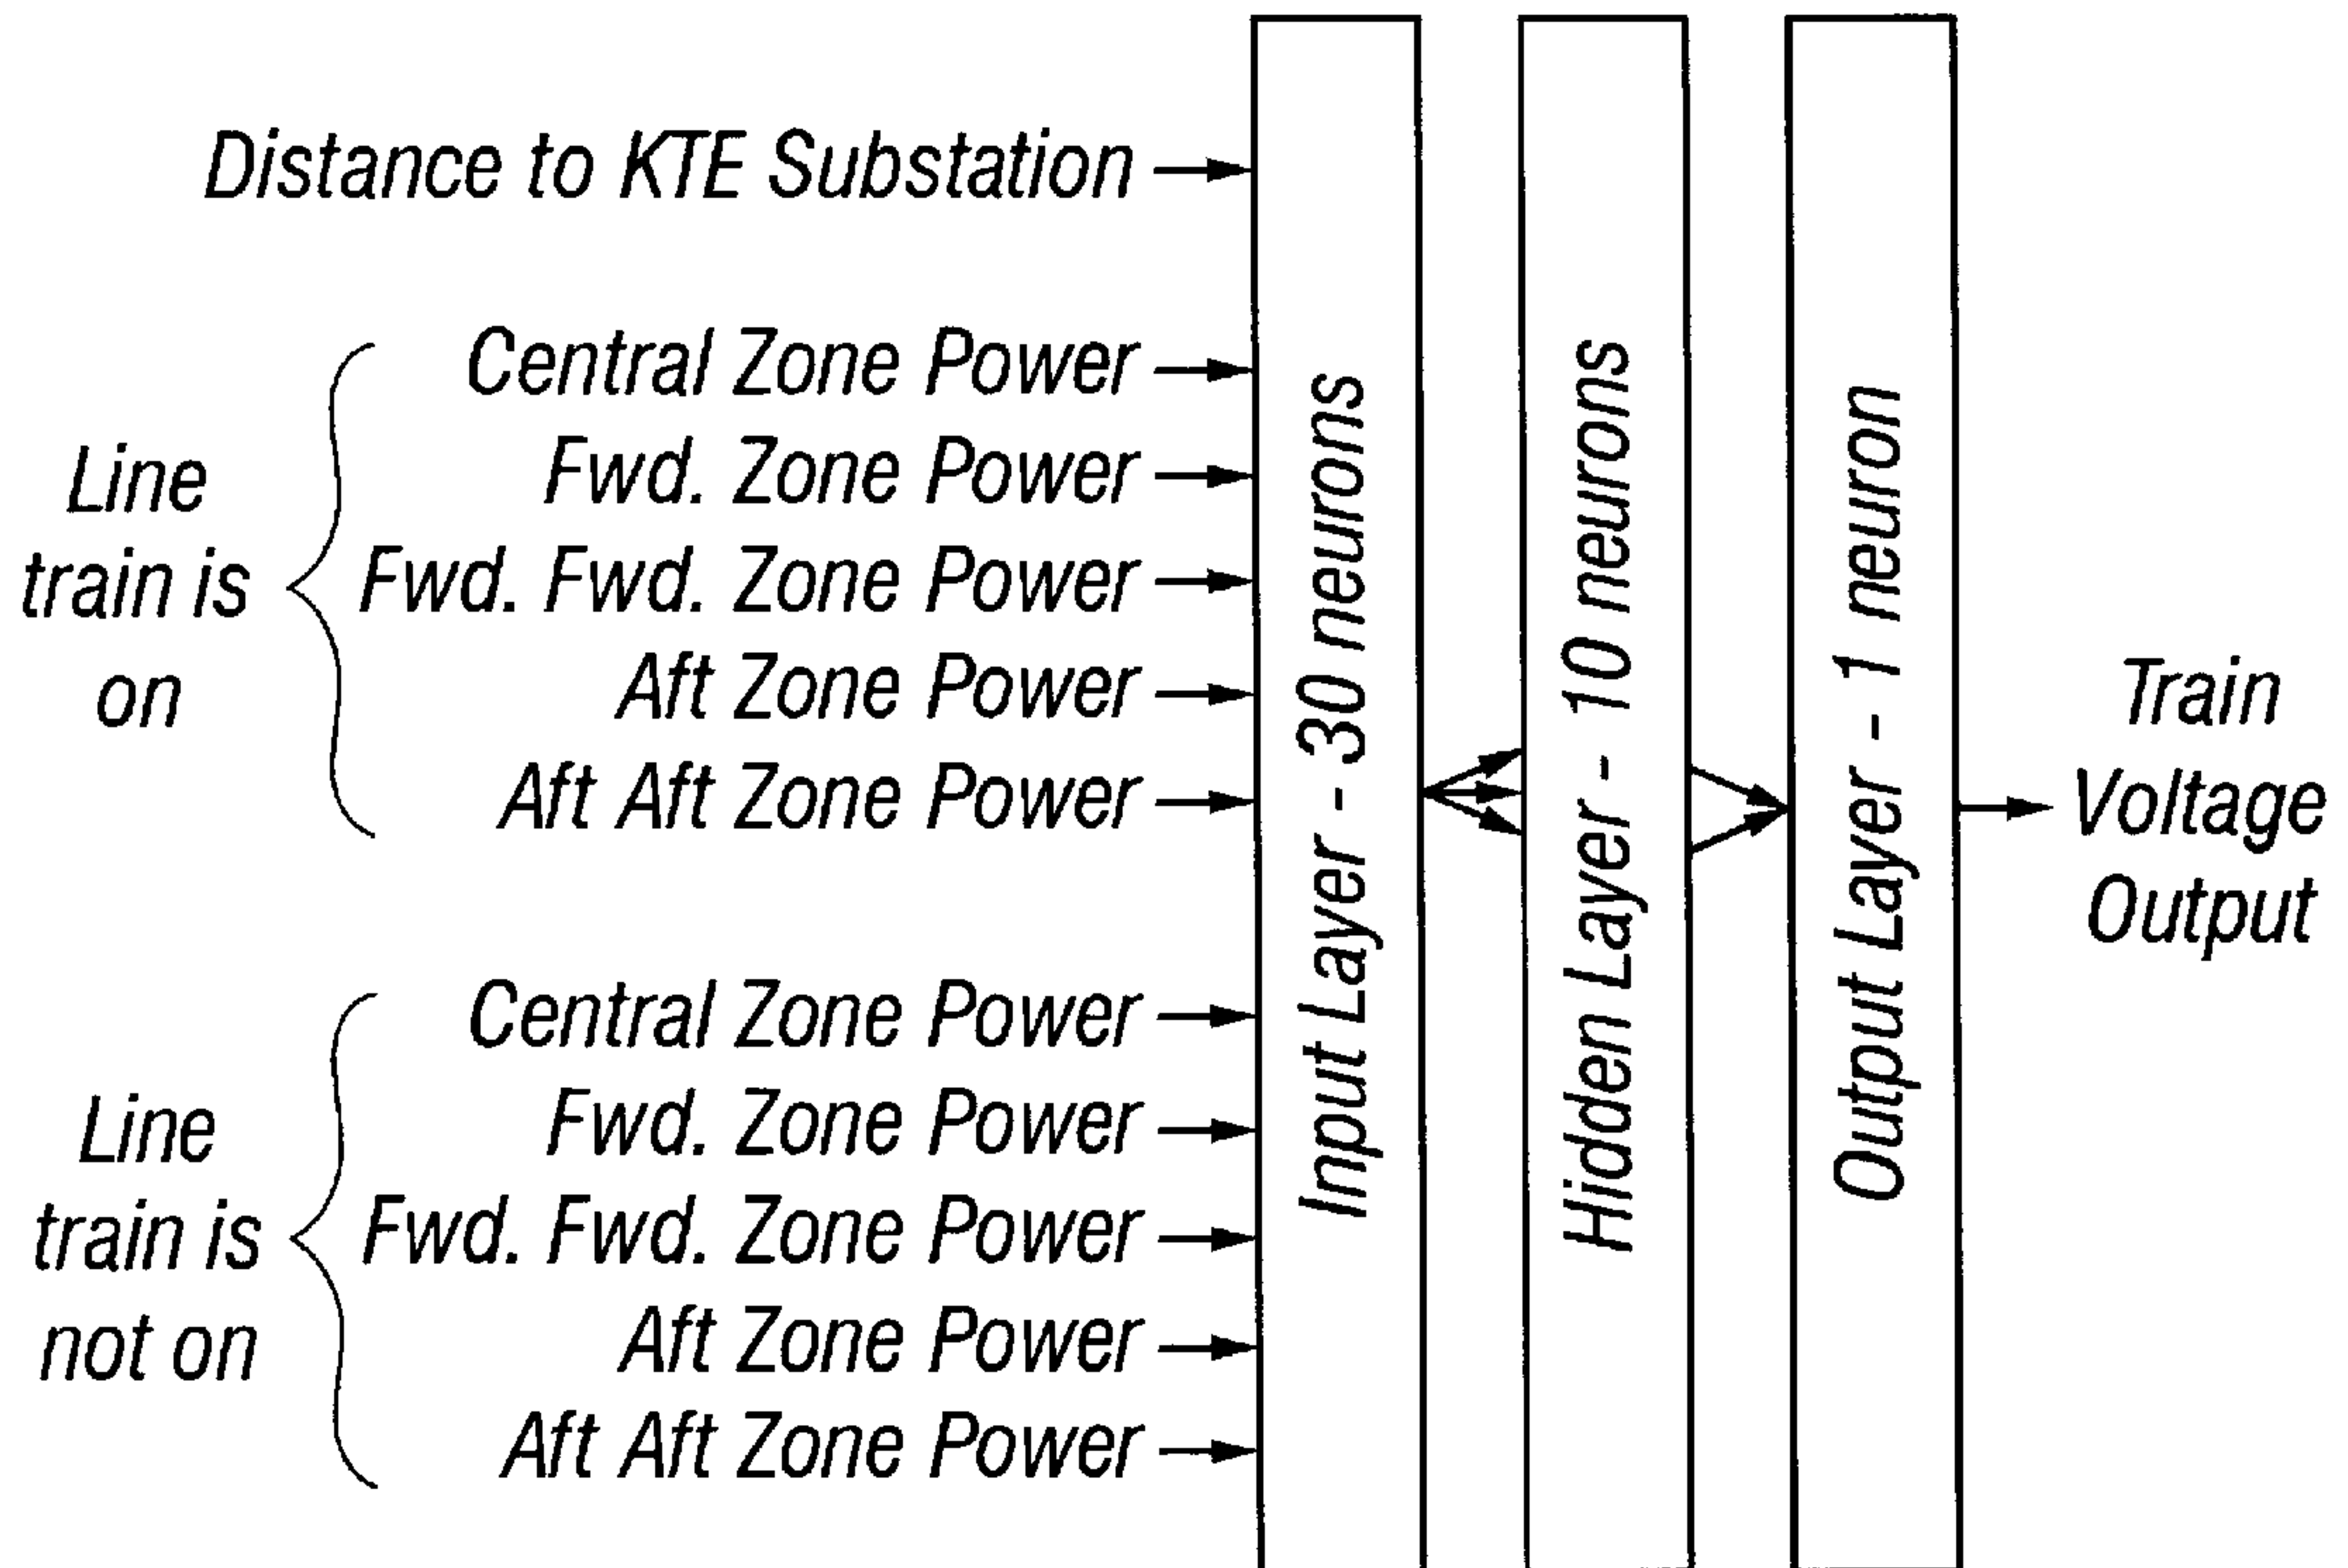 Distance to KTE Substation
Line
train is
on
Central Zone Power
Fwd. Zone Power
Fwd. Fwd. Zone Power
Aft Zone Power
Aft Aft Zone Power
Line
train is
not on
Central Zone Power
Fwd. Zone Power
Fwd. Fwd. Zone Power
Aft Zone Power
Aft Aft Zone Power
Input Layer - 30 neurons
Hidden Layer - 10 neurons
Output Layer - 1 neuron
Train
Voltage
Output